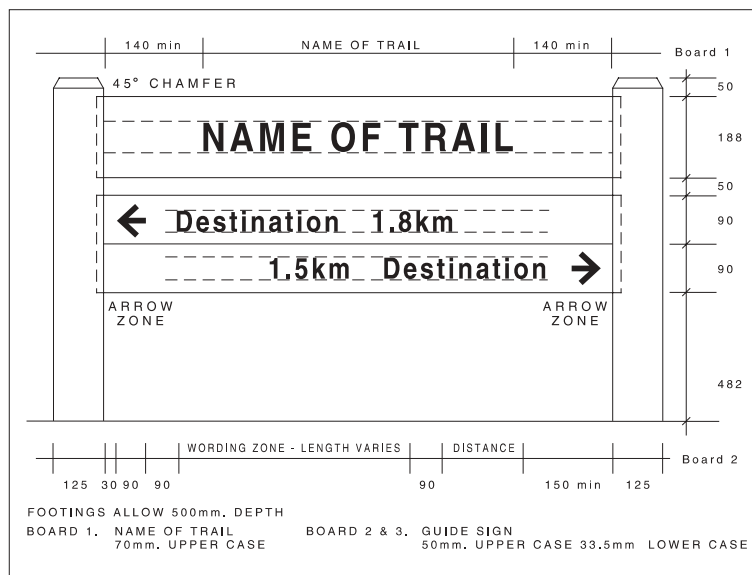 140 min NAME OF TRAIL 140 min Board 1
45° CHAMFER
50
NAME OF TRAIL
188
50
Destination 1.8km
90
1.5km Destination
90
ARROW ZONE
ARROW ZONE
482
WORDING ZONE - LENGTH VARIES DISTANCE
Board 2
125 30 90 90 90 150 min 125
FOOTINGS ALLOW 500mm. DEPTH
BOARD 1. NAME OF TRAIL BOARD 2 & 3. GUIDE SIGN
70mm. UPPER CASE 50mm. UPPER CASE 33.5mm LOWER CASE